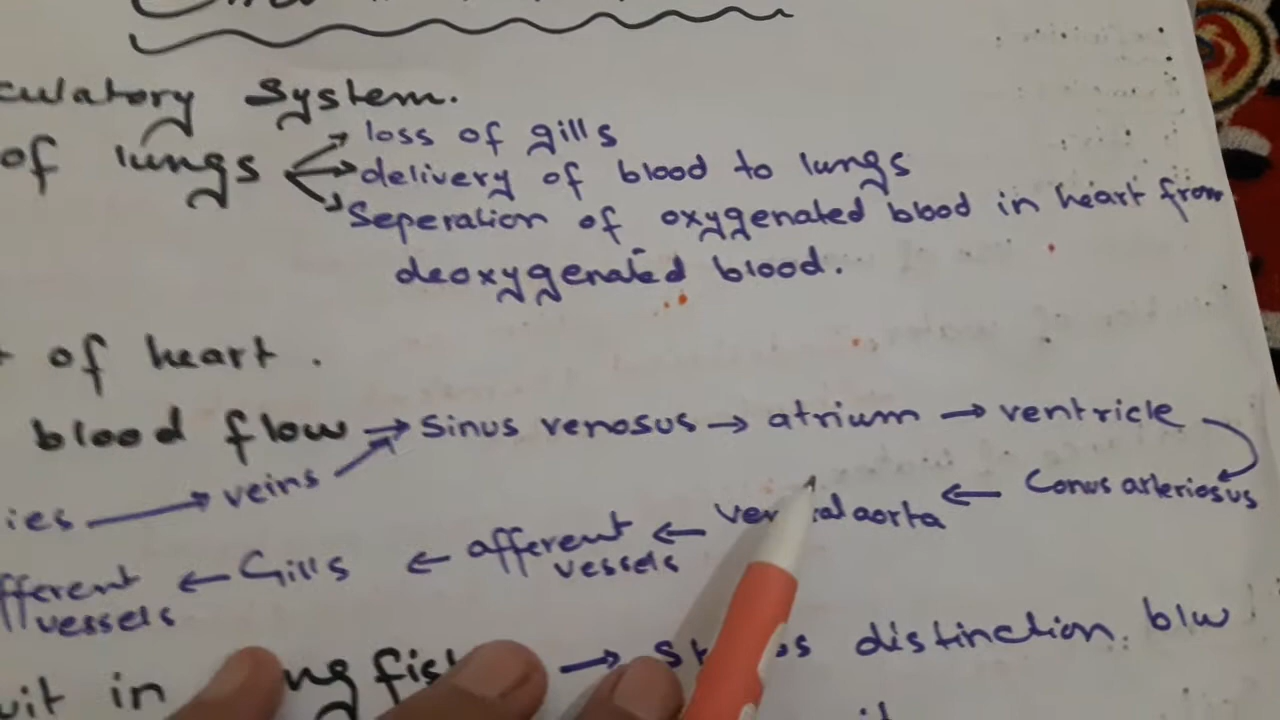 culatory System.
of lungs → loss of gills
→ delivery of blood to lungs
→ Seperation of oxygenated blood in heart from
deoxygenated blood.
of heart.
blood flow → Sinus venosus → atrium → ventricle
ies → veins
← Conus arteriosus
← aorta
← afferent vessels
← Gills
fferent vessels
uit in fis → distinction b/w